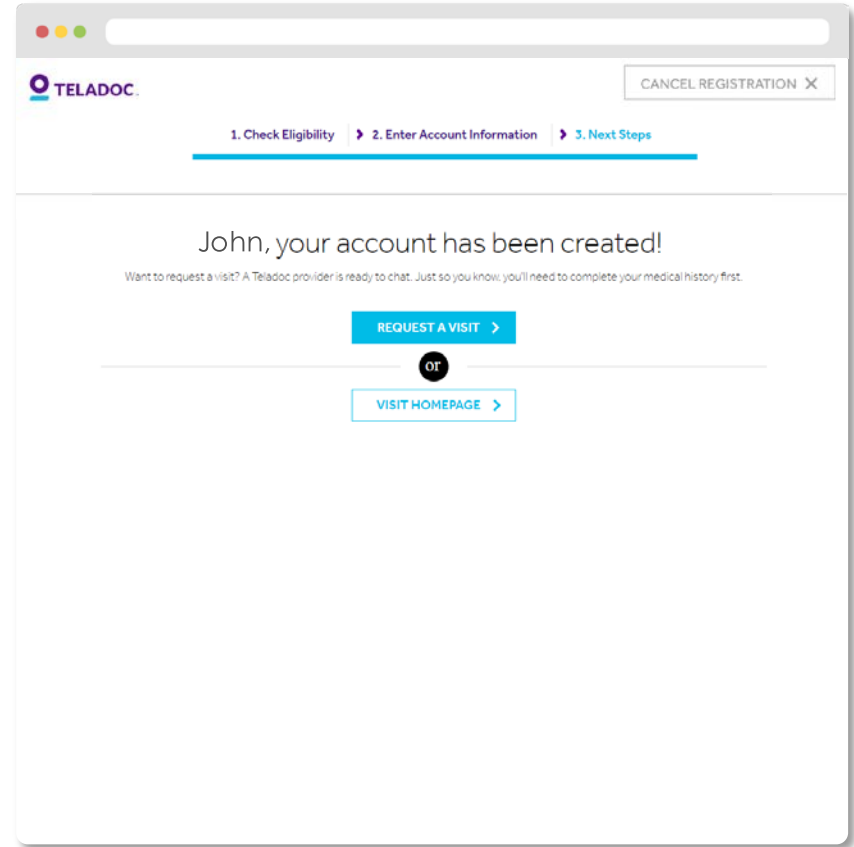 TELADOC.
CANCEL REGISTRATION X
1. Check Eligibility > 2. Enter Account Information > 3. Next Steps
John, your account has been created!
Want to request a visit? A Teladoc provider is ready to chat. Just so you know, you'll need to complete your medical history first.
REQUEST A VISIT >
or
VISIT HOMEPAGE >